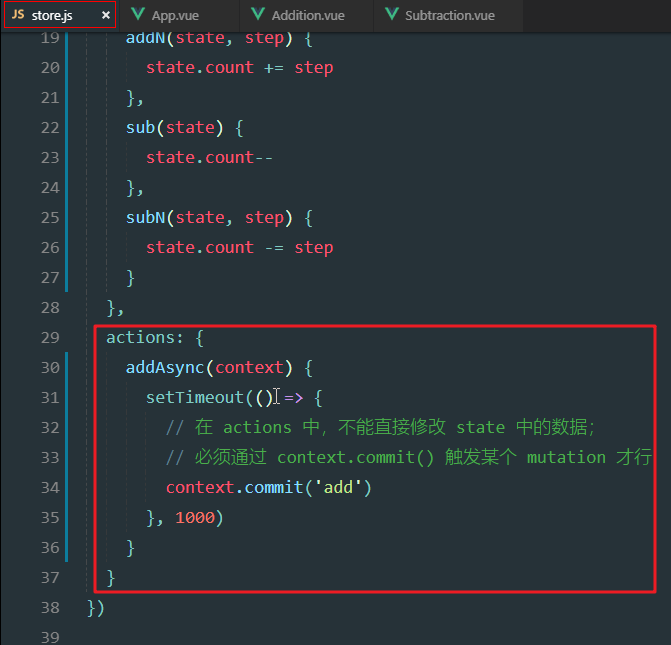 JS store.js × App.vue Addition.vue Subtraction.vue
19 addN(state, step) {
20 state.count += step
21 },
22 sub(state) {
23 state.count--
24 },
25 subN(state, step) {
26 state.count -= step
27 }
28 },
29 actions: {
30 addAsync(context) {
31 setTimeout(() => {
32 // 在 actions 中，不能直接修改 state 中的数据；
33 // 必须通过 context.commit() 触发某个 mutation 才行
34 context.commit('add')
35 }, 1000)
36 }
37 }
38 })
39